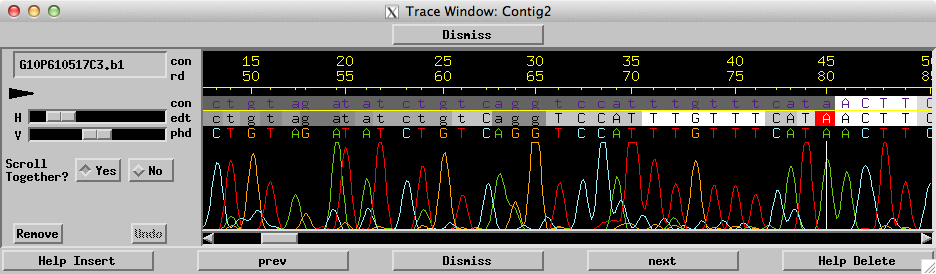 X Trace Window: Contig2
Dismiss
G10P610517C3.b1
con 15 20 25 30 35 40 45 50
rd 50 55 60 65 70 75 80 85
con c t g t a g a t a t c t g t c a g g t c c a t t t g t t t c a t a A C T T C
H edt c t g t a g a t a t c t g t C a g g T C C A T T T G T T T C A T A A C T T C
V phd C T G T A G A T A T C T G T C A G G T C C A T T T G T T T C A T A A C T T C
Scroll
Together? Yes No
Remove Undo
Help Insert prev Dismiss next Help Delete